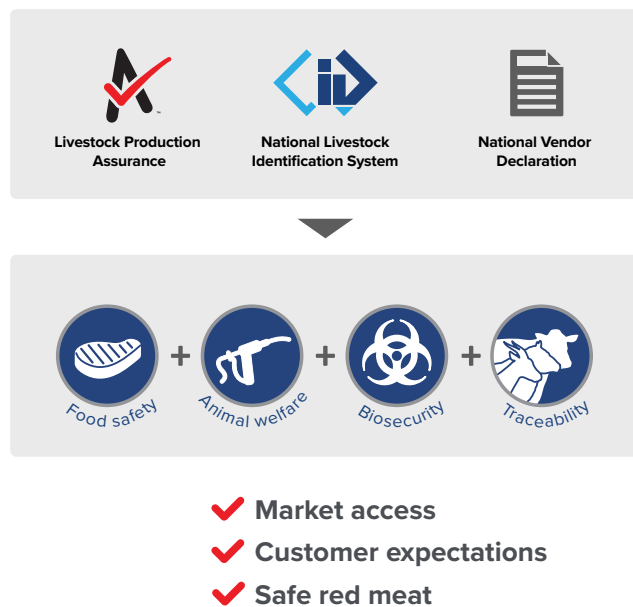 Livestock Production
Assurance
National Livestock
Identification System
National Vendor
Declaration
Food safety
+
Animal welfare
+
Biosecurity
+
Traceability
Market access
Customer expectations
Safe red meat